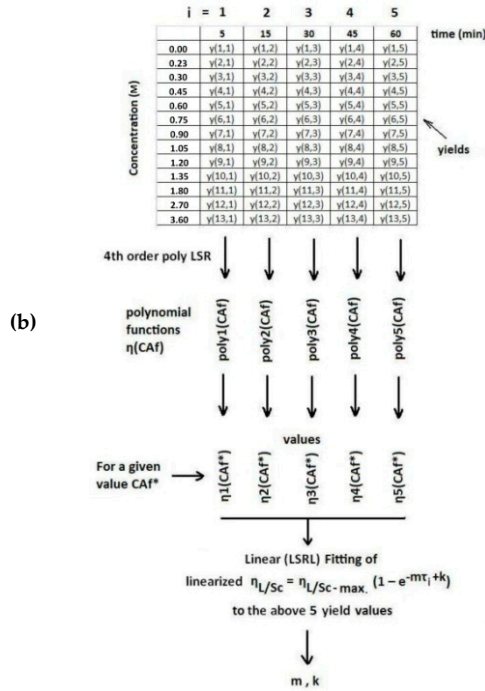 i = 1 2 3 4 5
5 15 30 45 60 time (min)
0.00 y(1,1) y(1,2) y(1,3) y(1,4) y(1,5)
0.23 y(2,1) y(2,2) y(2,3) y(2,4) y(2,5)
0.30 y(3,1) y(3,2) y(3,3) y(3,4) y(3,5)
0.45 y(4,1) y(4,2) y(4,3) y(4,4) y(4,5)
0.60 y(5,1) y(5,2) y(5,3) y(5,4) y(5,5)
0.75 y(6,1) y(6,2) y(6,3) y(6,4) y(6,5)
0.90 y(7,1) y(7,2) y(7,3) y(7,4) y(7,5)
1.05 y(8,1) y(8,2) y(8,3) y(8,4) y(8,5)
1.20 y(9,1) y(9,2) y(9,3) y(9,4) y(9,5)
1.35 y(10,1) y(10,2) y(10,3) y(10,4) y(10,5)
1.80 y(11,1) y(11,2) y(11,3) y(11,4) y(11,5)
2.70 y(12,1) y(12,2) y(12,3) y(12,4) y(12,5)
3.60 y(13,1) y(13,2) y(13,3) y(13,4) y(13,5)
Concentration (M)
yields
4th order poly LSR
(b)
polynomial
functions
η(CAf)
poly1(CAf) poly2(CAf) poly3(CAf) poly4(CAf) poly5(CAf)
values
For a given
value CAf*
η1(CAf*) η2(CAf*) η3(CAf*) η4(CAf*) η5(CAf*)
Linear (LSRL) Fitting of
linearized η L/Sc = η L/Sc-max. (1 – e^-mτi+k)
to the above 5 yield values
m , k